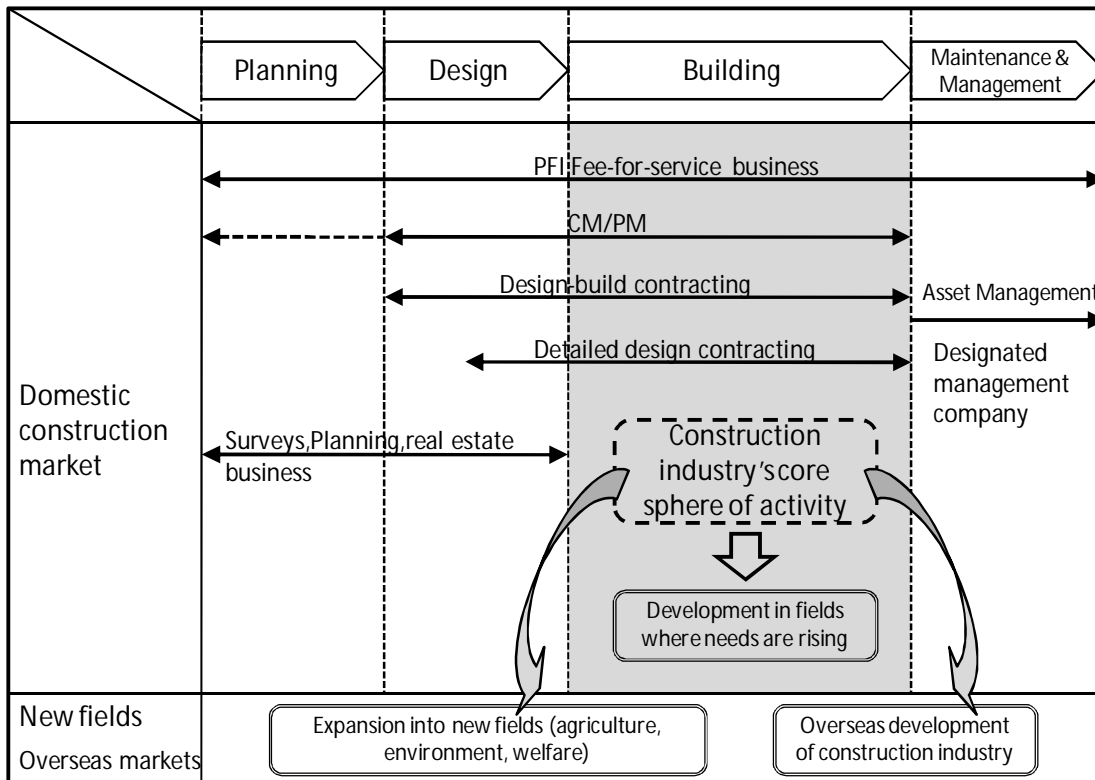 Planning
Design
Building
Maintenance &
Management
PFI Fee-for-service business
CM/PM
Design-build contracting
Asset Management
Detailed design contracting
Designated
management
company
Domestic
construction
market
Surveys,Planning,real estate
business
Construction
industry'score
sphere of activity
Development in fields
where needs are rising
New fields
Overseas markets
Expansion into new fields (agriculture,
environment, welfare)
Overseas development
of construction industry